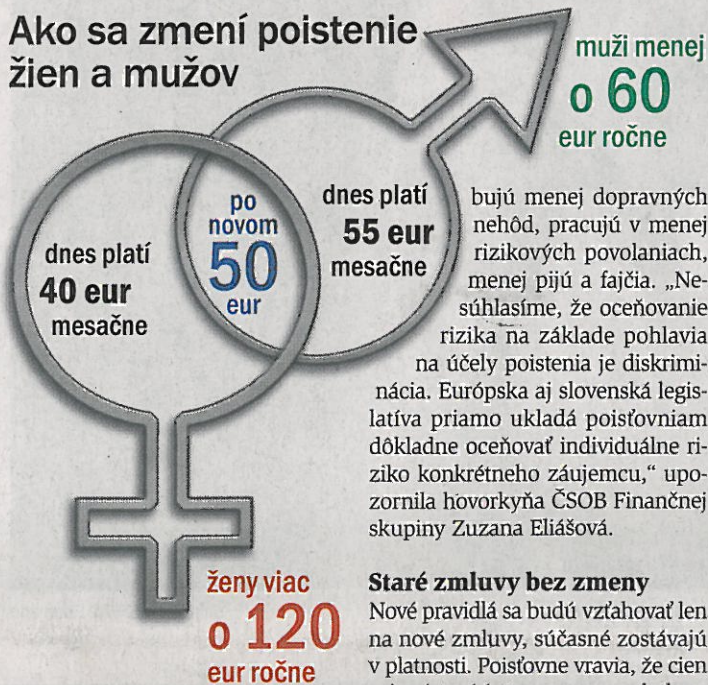 Ako sa zmení poistenie
žien a mužov
muži menej
o 60
eur ročne
dnes platí
40 eur
mesačne
po
novom
50
eur
dnes platí
55 eur
mesačne
ženy viac
o 120
eur ročne
bujú menej dopravných
nehôd, pracujú v menej
rizikových povolaniach,
menej pijú a fajčia. „Ne-
súhlasíme, že oceňovanie
rizika na základe pohlavia
na účely poistenia je diskrimi-
nácia. Európska aj slovenská legis-
latíva priamo ukladá poisťovniam
dôkladne oceňovať individuálne ri-
ziko konkrétneho záujemcu,“ upo-
zornila hovorkyňa ČSOB Finančnej
skupiny Zuzana Eliášová.
Staré zmluvy bez zmeny
Nové pravidlá sa budú vzťahovať len
na nové zmluvy, súčasné zostávajú
v platnosti. Poisťovne vravia, že cien